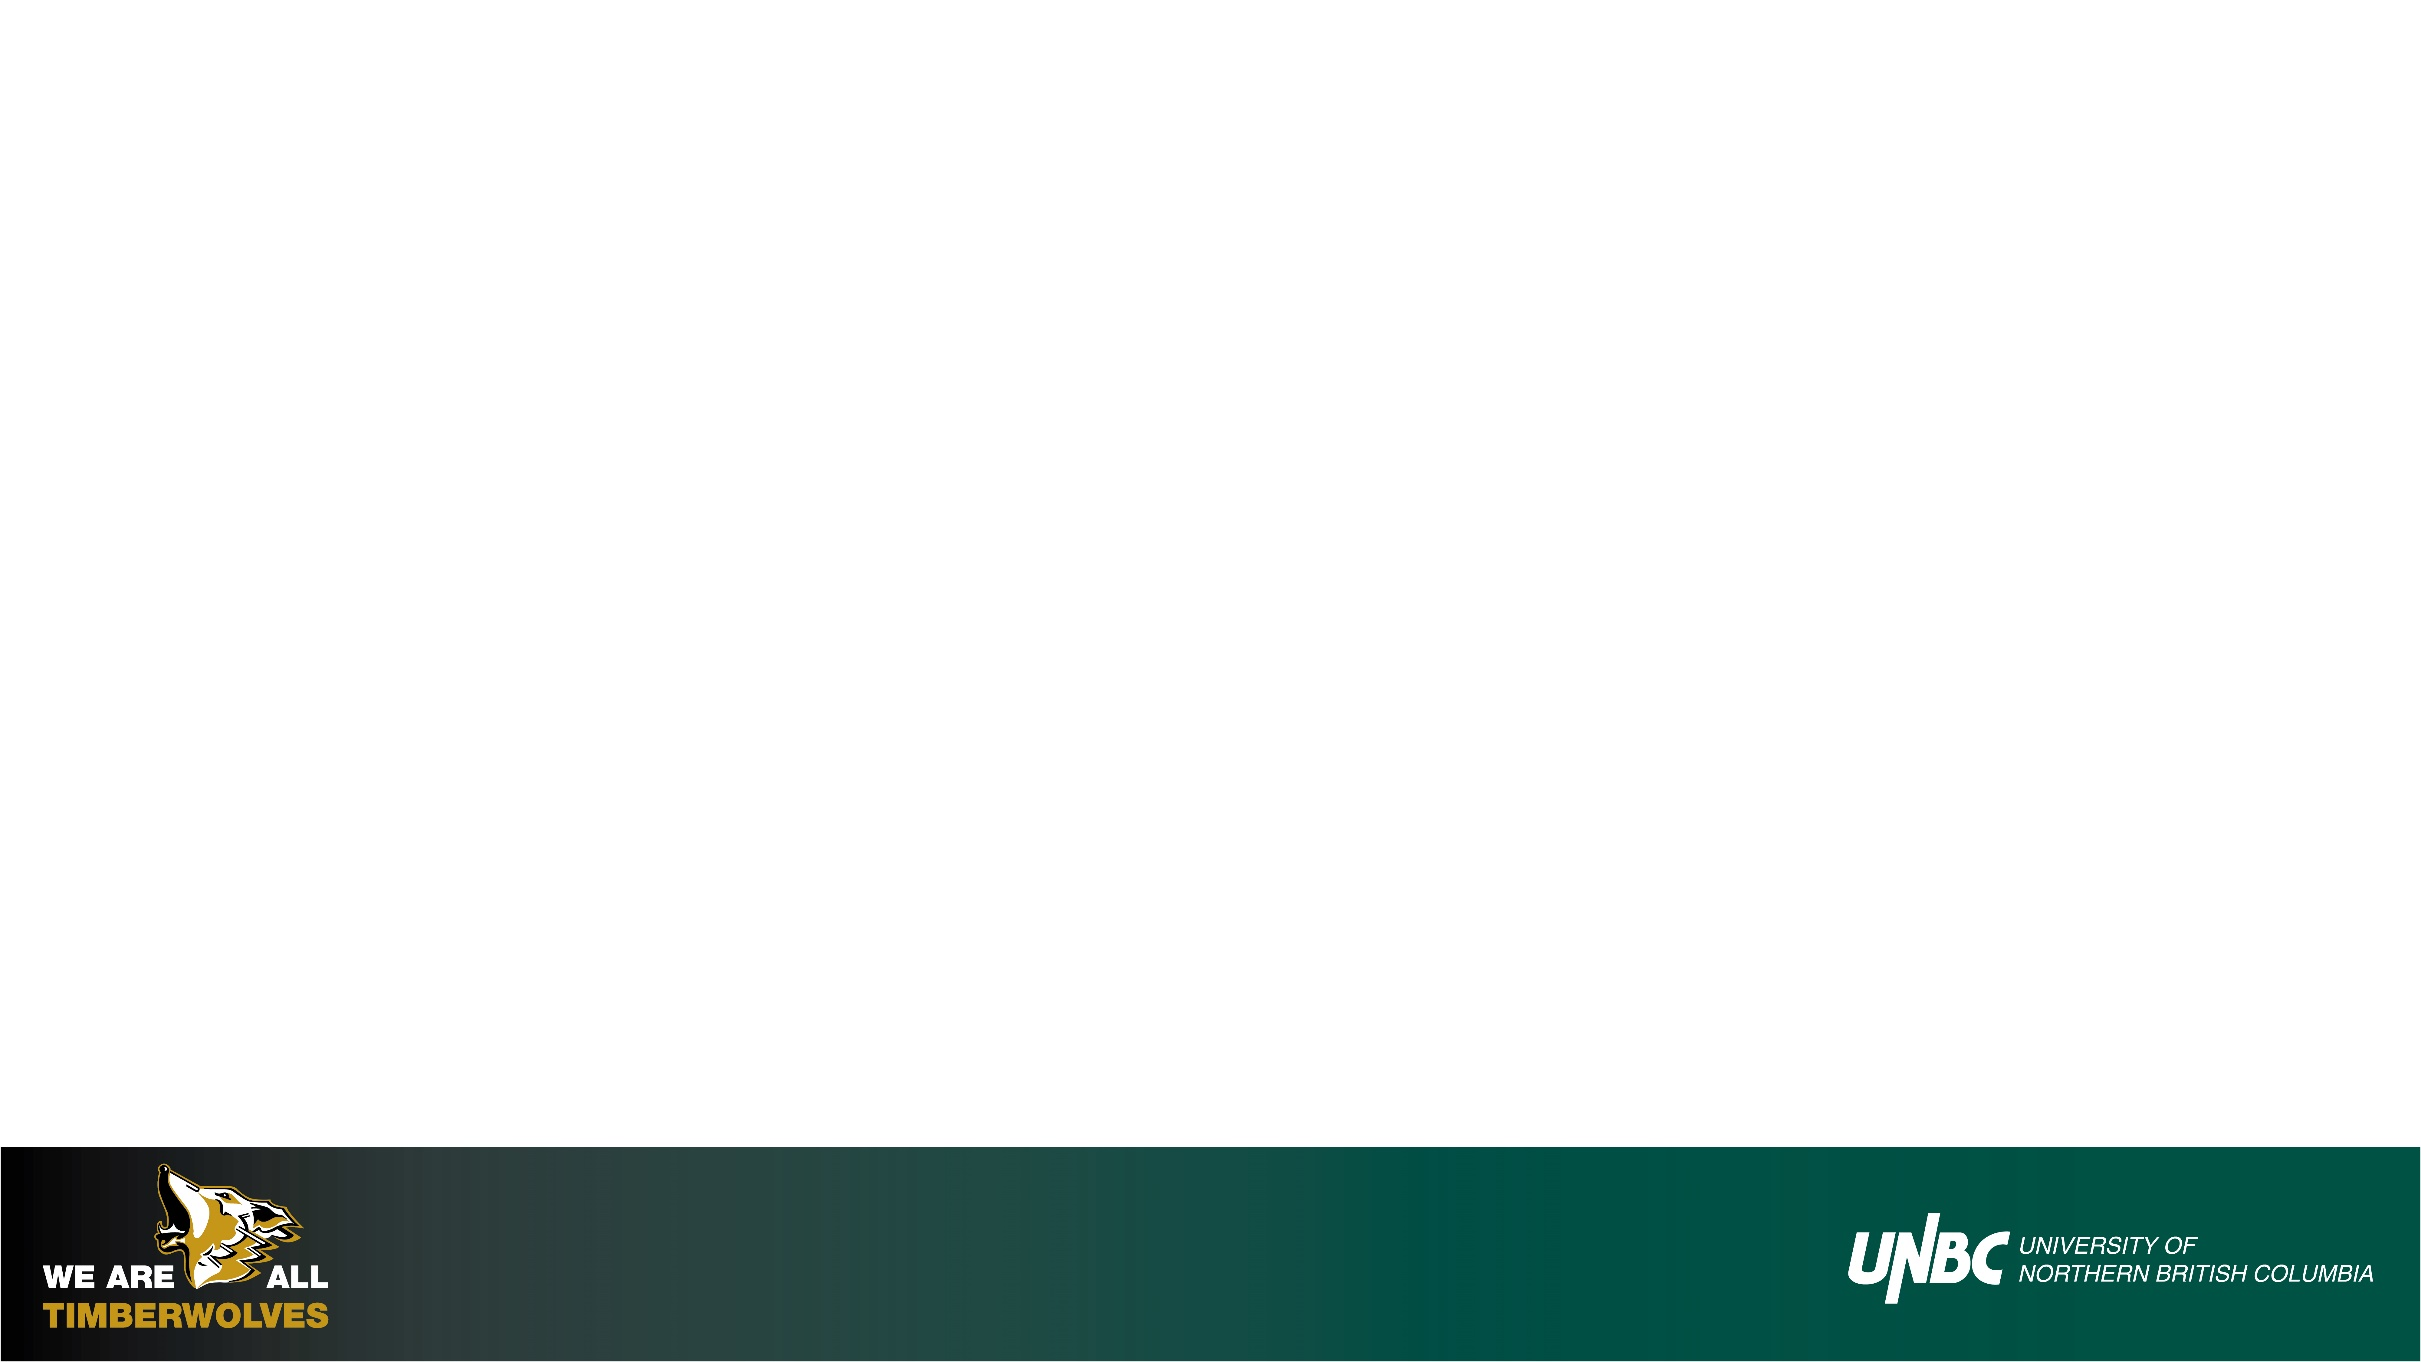 WE ARE ALL
TIMBERWOLVES
UNBC
UNIVERSITY OF
NORTHERN BRITISH COLUMBIA